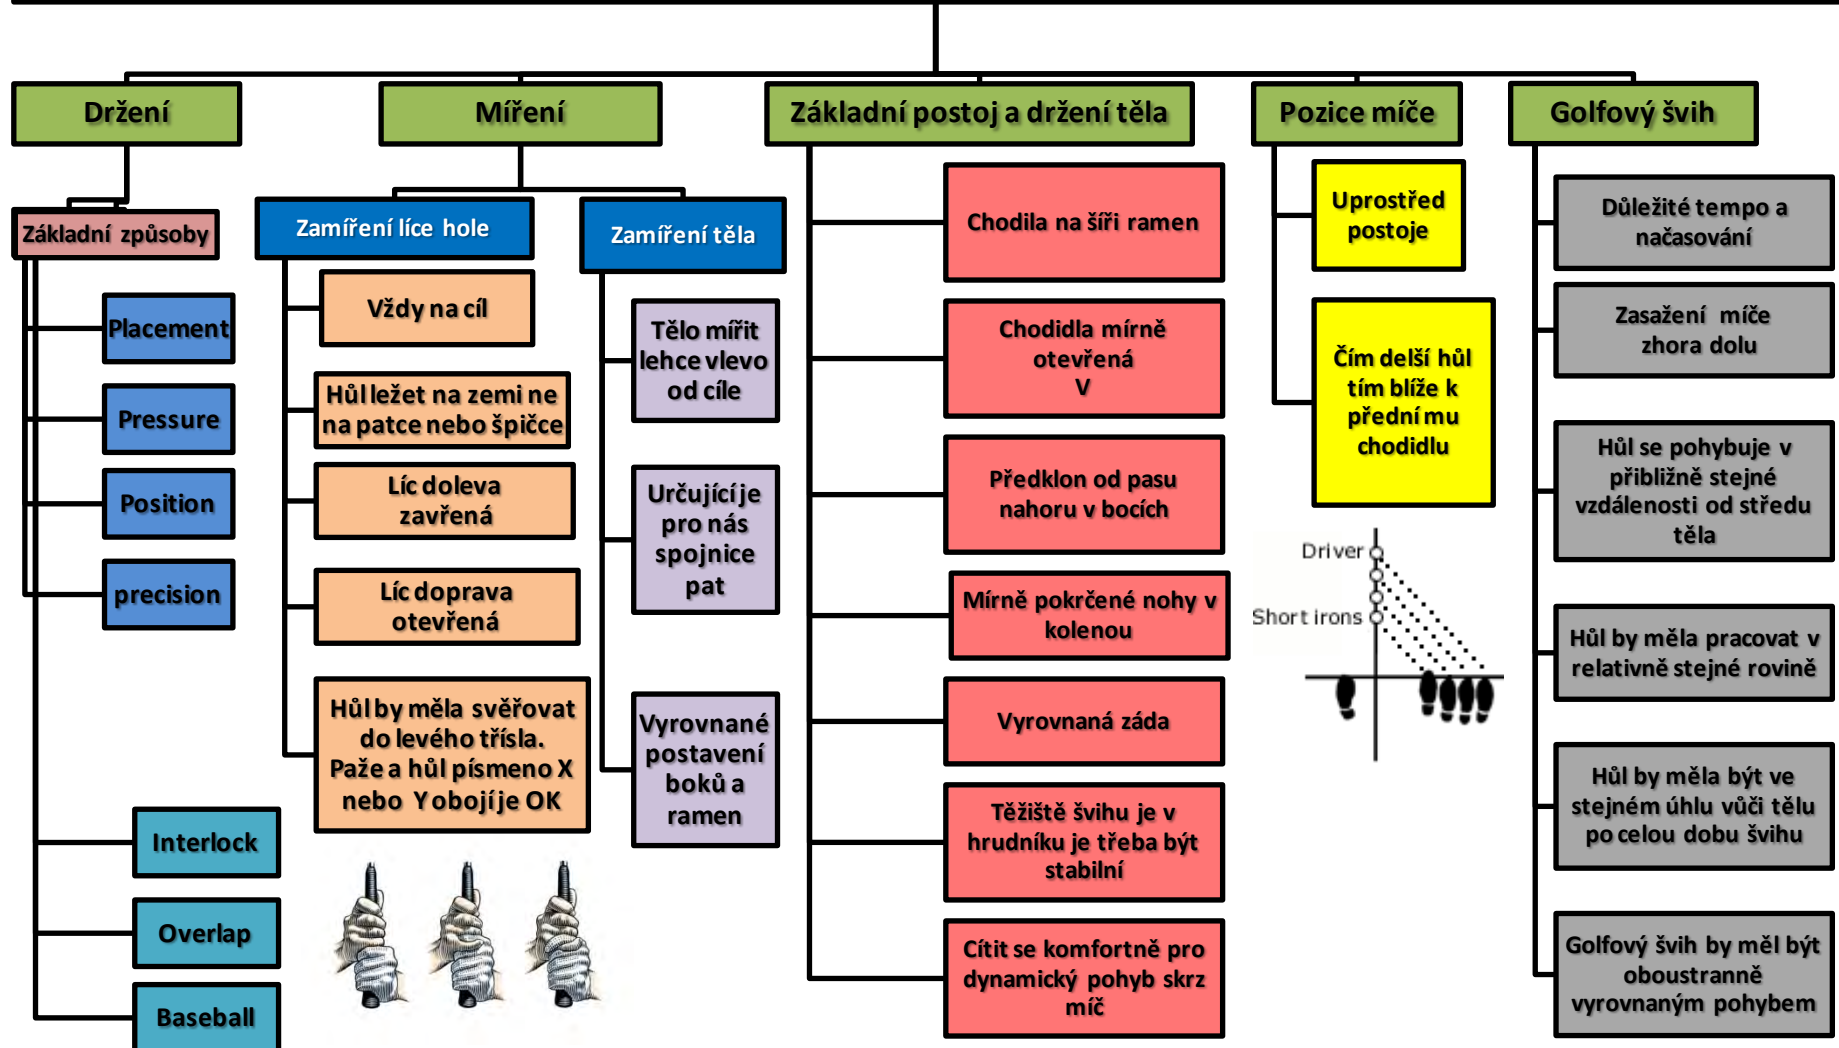 Držení
Míření
Základní postoj a držení těla
Pozice míče
Golfový švih
Základní způsoby
Placement
Pressure
Position
precision
Interlock
Overlap
Baseball
Zamíření líce hole
Vždy na cíl
Hůl ležet na zemi ne
na patce nebo špičce
Líc doleva
zavřená
Líc doprava
otevřená
Hůl by měla svěřovat
do levého třísla.
Paže a hůl písmeno X
nebo Y obojí je OK
Zamíření těla
Tělo mířit
lehce vlevo
od cíle
Určující je
pro nás
spojnice
pat
Vyrovnané
postavení
boků a
ramen
Chodila na šíři ramen
Chodidla mírně
otevřená
V
Předklon od pasu
nahoru v bocích
Mírně pokrčené nohy v
kolenou
Vyrovnaná záda
Těžiště švihu je v
hrudníku je třeba být
stabilní
Cítit se komfortně pro
dynamický pohyb skrz
míč
Uprostřed
postoje
Čím delší hůl
tím blíže k
přední mu
chodidlu
Driver
Short irons
Důležité tempo a
načasování
Zasažení míče
zhora dolu
Hůl se pohybuje v
přibližně stejné
vzdálenosti od středu
těla
Hůl by měla pracovat v
relativně stejné rovině
Hůl by měla být ve
stejném úhlu vůči tělu
po celou dobu švihu
Golfový švih by měl být
oboustranně
vyrovnaným pohybem